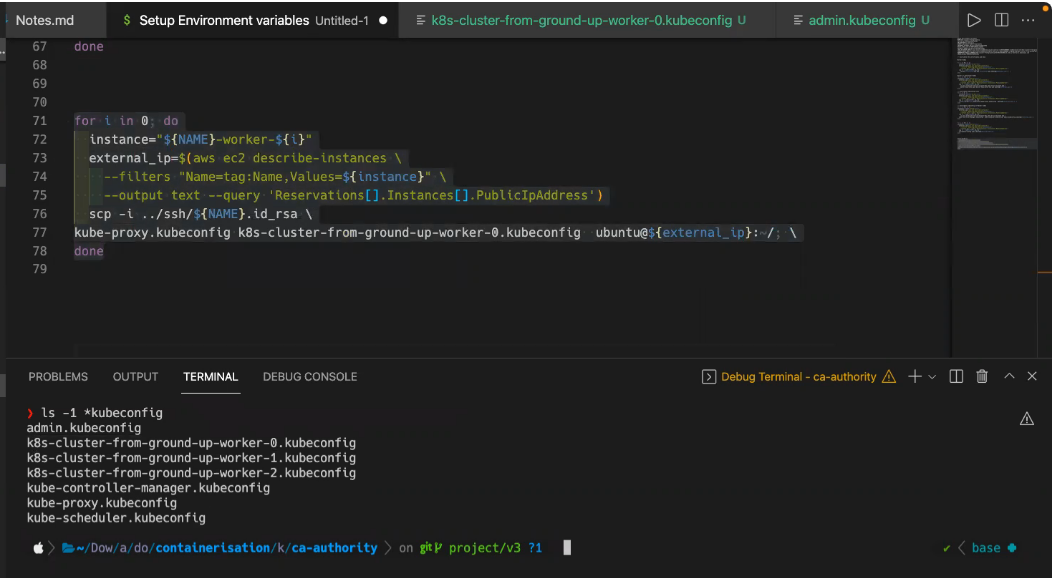 Notes.md
$ Setup Environment variables Untitled-1
k8s-cluster-from-ground-up-worker-0.kubeconfig U
admin.kubeconfig U
67 done
68
69
70
71 for i in 0; do
72 instance="${NAME}-worker-${i}"
73 external_ip=$(aws ec2 describe-instances \
74 --filters "Name=tag:Name,Values=${instance}" \
75 --output text --query 'Reservations[].Instances[].PublicIpAddress')
76 scp -i ../ssh/${NAME}.id_rsa \
77 kube-proxy.kubeconfig k8s-cluster-from-ground-up-worker-0.kubeconfig ubuntu@${external_ip}:~/; \
78 done
79
PROBLEMS OUTPUT TERMINAL DEBUG CONSOLE
Debug Terminal - ca-authority
❯ ls -1 *kubeconfig
admin.kubeconfig
k8s-cluster-from-ground-up-worker-0.kubeconfig
k8s-cluster-from-ground-up-worker-1.kubeconfig
k8s-cluster-from-ground-up-worker-2.kubeconfig
kube-controller-manager.kubeconfig
kube-proxy.kubeconfig
kube-scheduler.kubeconfig
~/Dow/a/do/containerisation/k/ca-authority on git project/v3 ?1
base